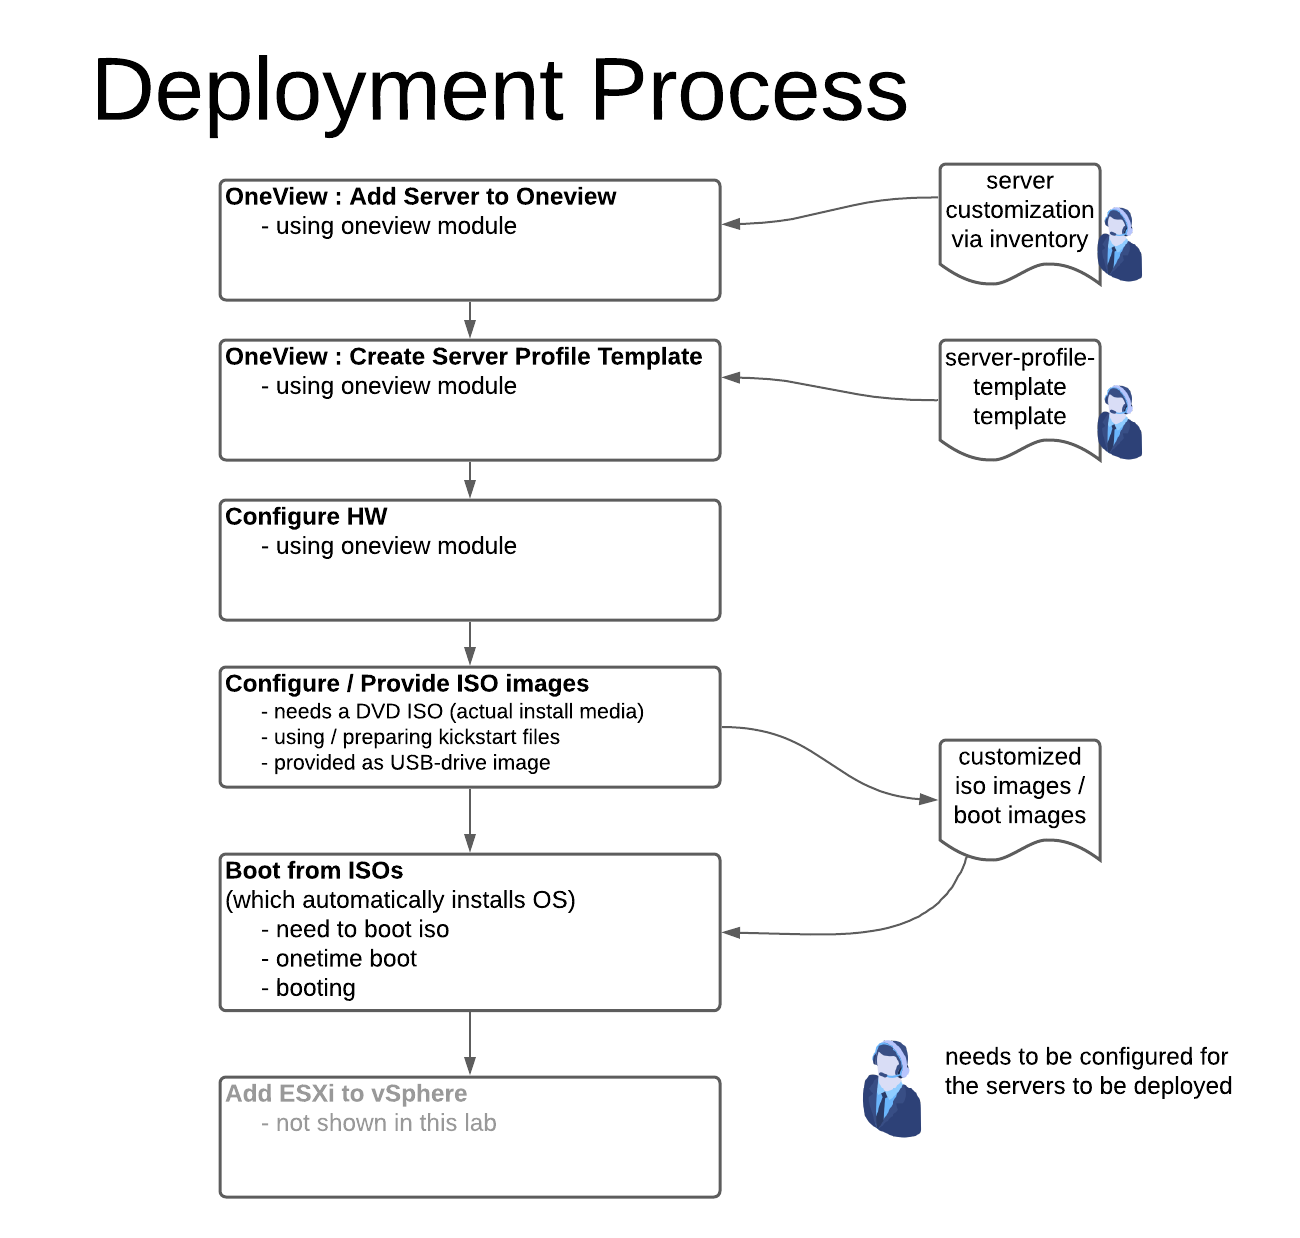 Deployment Process
OneView : Add Server to Oneview
- using oneview module
server
customization
via inventory
OneView : Create Server Profile Template
- using oneview module
server-profile-
template
template
Configure HW
- using oneview module
Configure / Provide ISO images
- needs a DVD ISO (actual install media)
- using / preparing kickstart files
- provided as USB-drive image
customized
iso images /
boot images
Boot from ISOs
(which automatically installs OS)
- need to boot iso
- onetime boot
- booting
needs to be configured for
the servers to be deployed
Add ESXi to vSphere
- not shown in this lab